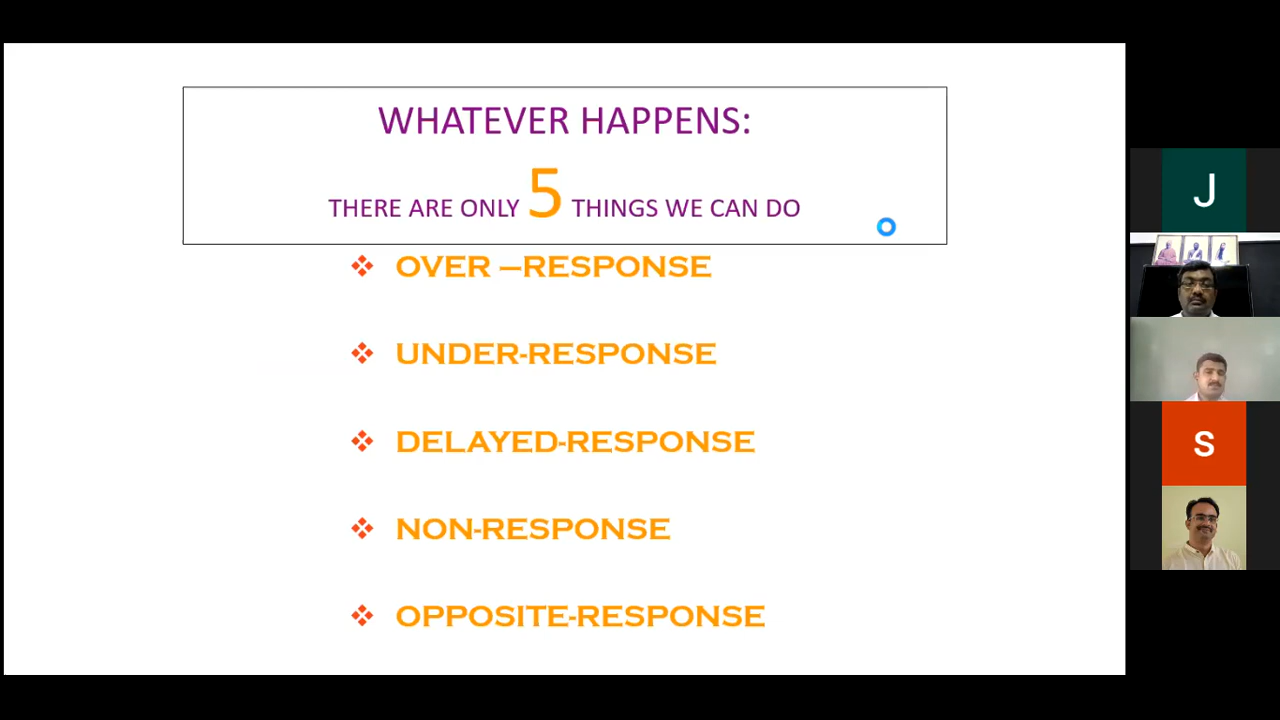 WHATEVER HAPPENS:
THERE ARE ONLY 5 THINGS WE CAN DO
OVER –RESPONSE
UNDER-RESPONSE
DELAYED-RESPONSE
NON-RESPONSE
OPPOSITE-RESPONSE
J
S